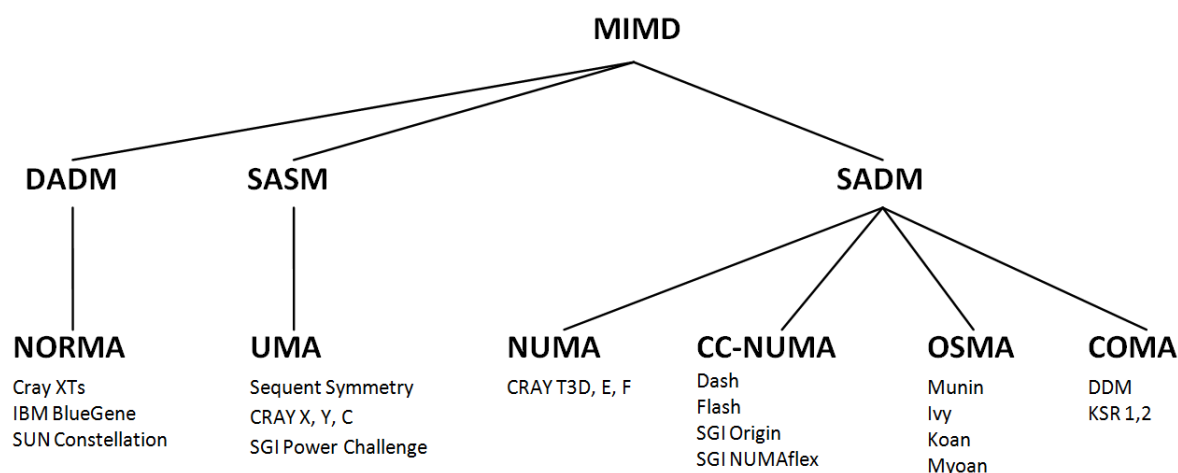 MIMD
DADM
SASM
SADM
NORMA
Cray XTs
IBM BlueGene
SUN Constellation
UMA
Sequent Symmetry
CRAY X, Y, C
SGI Power Challenge
NUMA
CRAY T3D, E, F
CC-NUMA
Dash
Flash
SGI Origin
SGI NUMAflex
OSMA
Munin
Ivy
Koan
Myoan
COMA
DDM
KSR 1,2